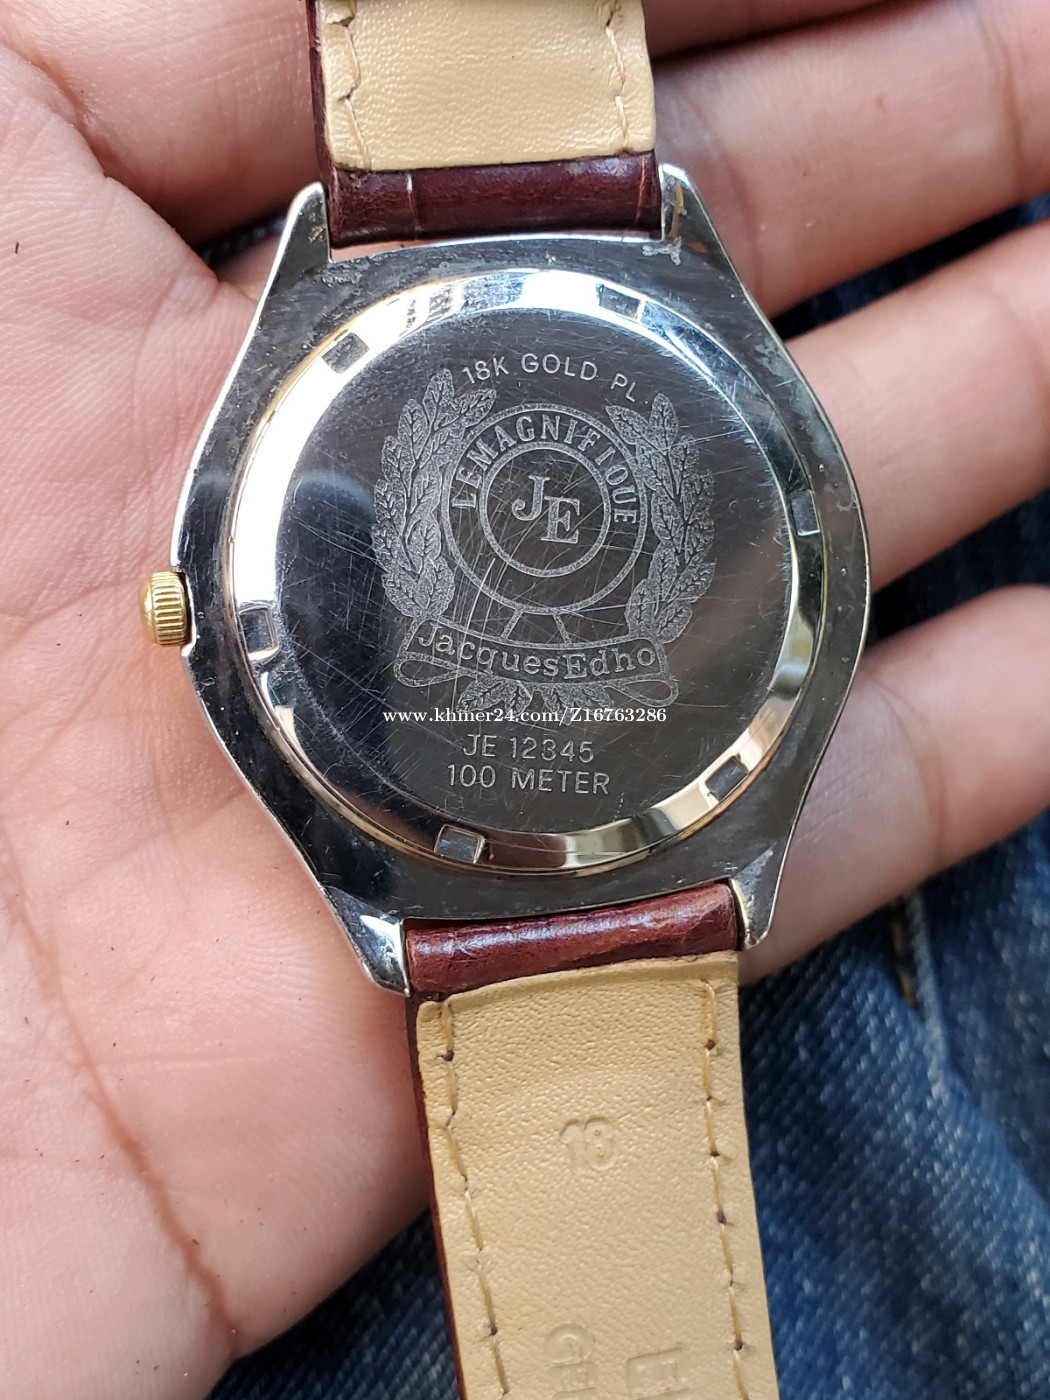 18K GOLD PL.
LEMAGNIFIQUE
JE
JacquesEdho
www.khmer24.com/Z16763286
JE 12345
100 METER
18